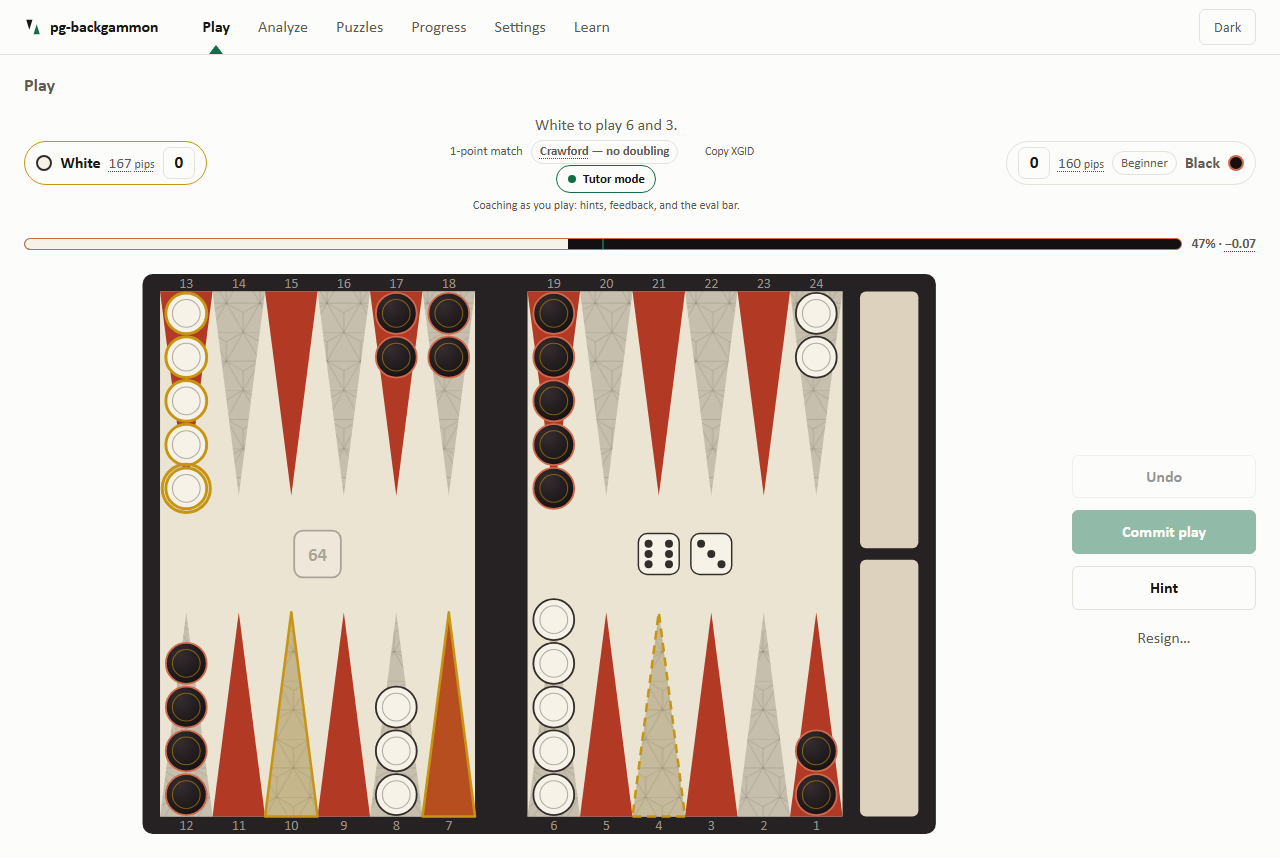 pg-backgammon Play Analyze Puzzles Progress Settings Learn Dark
Play
White to play 6 and 3.
White 167 pips 0
1-point match Crawford — no doubling Copy XGID
0 160 pips Beginner Black
Tutor mode
Coaching as you play: hints, feedback, and the eval bar.
47% · −0.07
13 14 15 16 17 18 19 20 21 22 23 24
64
Undo
Commit play
Hint
Resign...
12 11 10 9 8 7 6 5 4 3 2 1